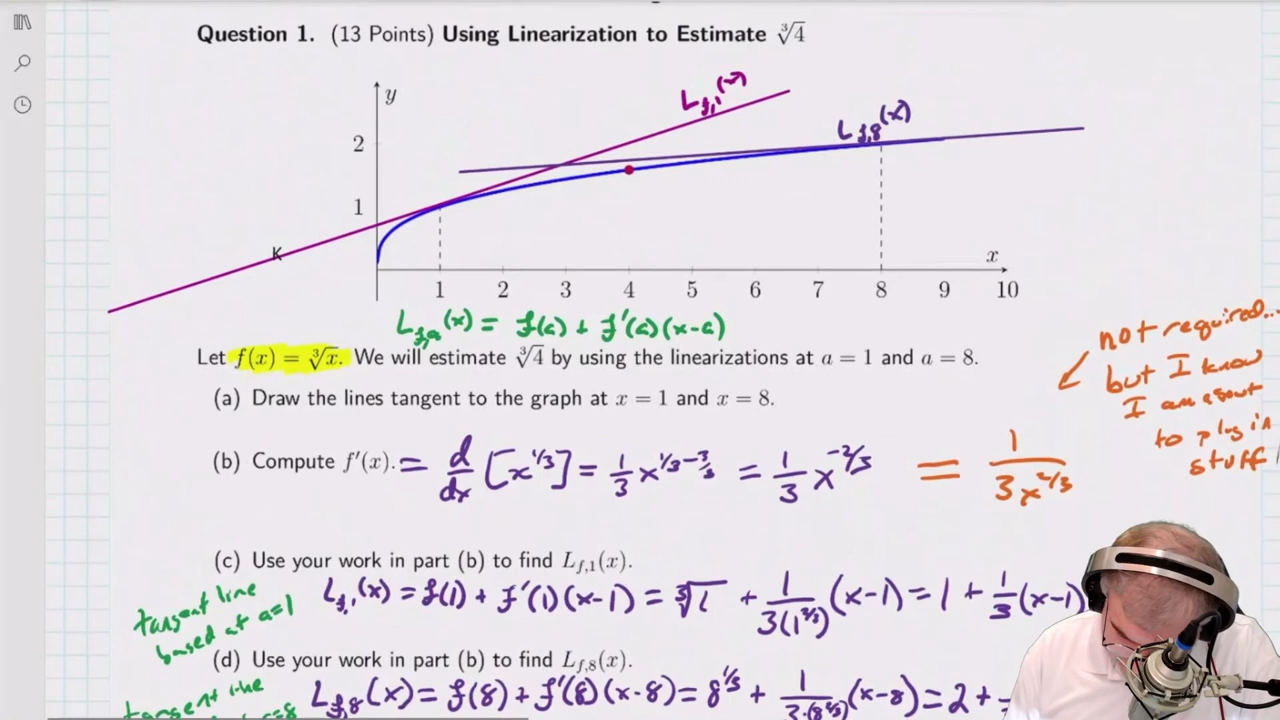 Question 1. (13 Points) Using Linearization to Estimate ∛4
y
L_{f,1}(x)
L_{f,8}(x)
2
1
x
1 2 3 4 5 6 7 8 9 10
L_{f,a}(x) = f(a) + f'(a)(x-a)
Let f(x) = ∛x. We will estimate ∛4 by using the linearizations at a = 1 and a = 8.
not required...
but I know
I am about
to plug in
stuff
(a) Draw the lines tangent to the graph at x = 1 and x = 8.
(b) Compute f'(x). = d/dx [x^{1/3}] = 1/3 x^{1/3 - 3/3} = 1/3 x^{-2/3} = 1/(3x^{2/3})
(c) Use your work in part (b) to find L_{f,1}(x).
tangent line
based at a=1
L_{f,1}(x) = f(1) + f'(1)(x-1) = ∛1 + 1/(3(1^{2/3})) (x-1) = 1 + 1/3 (x-1)
(d) Use your work in part (b) to find L_{f,8}(x).
L_{f,8}(x) = f(8) + f'(8)(x-8) = 8^{1/3} + 1/(3·(8^{2/3})) (x-8) = 2 +